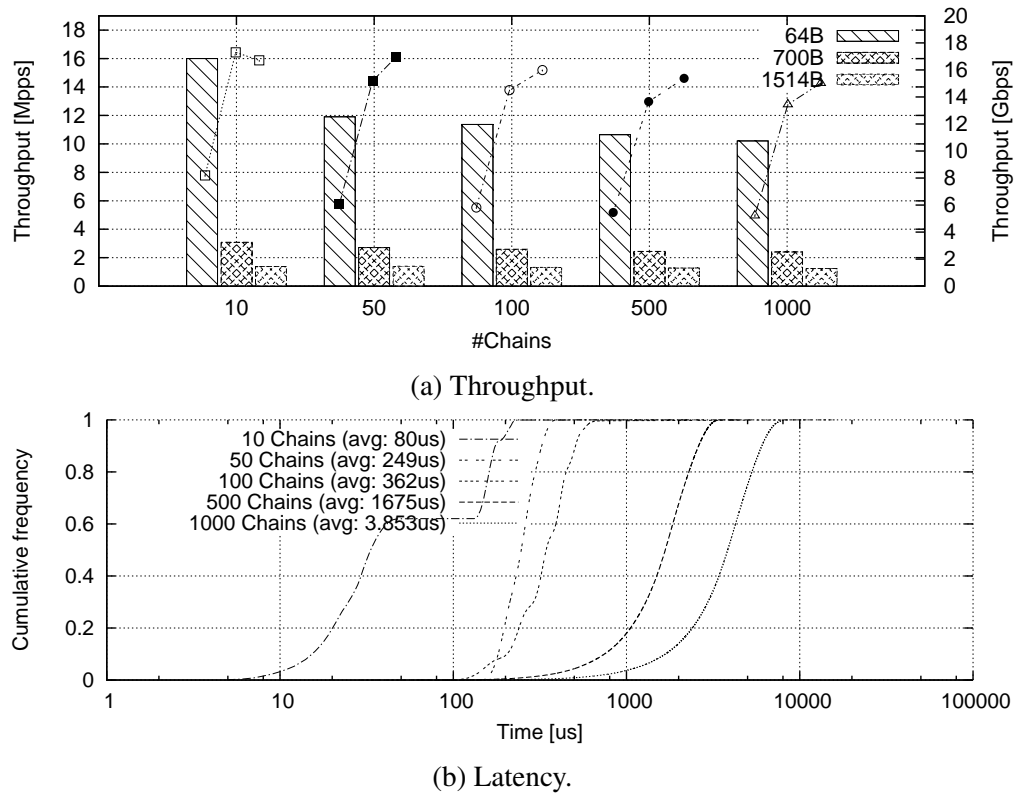 18
16
14
12
10
8
6
4
2
0
Throughput [Mpps]
20
18
16
14
12
10
8
6
4
2
0
Throughput [Gbps]
64B
700B
1514B
10 50 100 500 1000
#Chains
(a) Throughput.
1
0.8
0.6
0.4
0.2
0
Cumulative frequency
10 Chains (avg: 80us)
50 Chains (avg: 249us)
100 Chains (avg: 362us)
500 Chains (avg: 1675us)
1000 Chains (avg: 3.853us)
1 10 100 1000 10000 100000
Time [us]
(b) Latency.